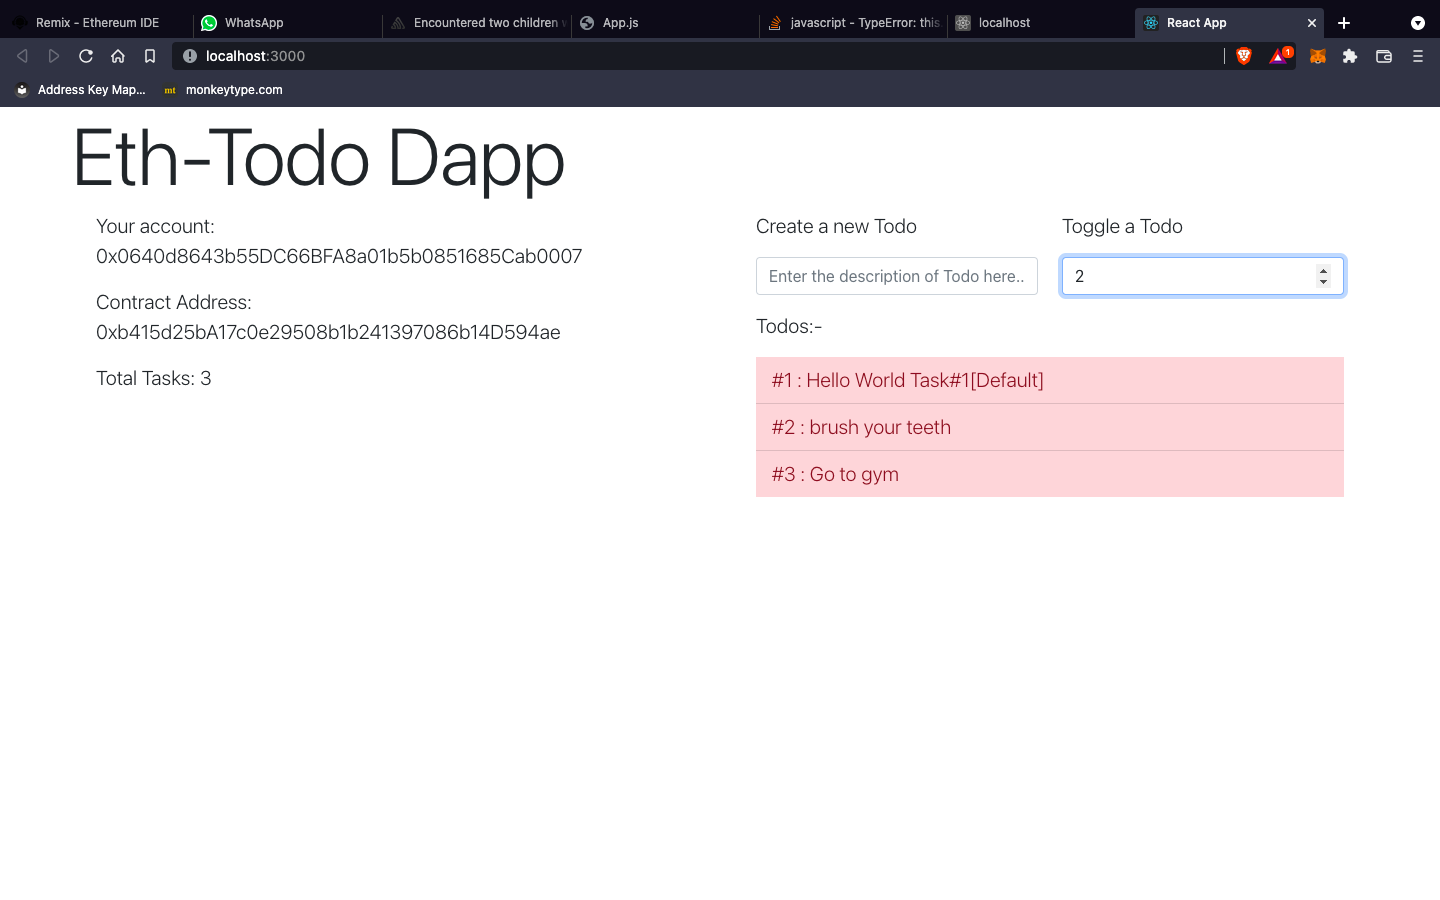 Remix - Ethereum IDE
WhatsApp
Encountered two children w
App.js
javascript - TypeError: this.
localhost
React App
localhost:3000
1
Address Key Map...
mt monkeytype.com
Eth-Todo Dapp
Your account:
0x0640d8643b55DC66BFA8a01b5b0851685Cab0007
Contract Address:
0xb415d25bA17c0e29508b1b241397086b14D594ae
Total Tasks: 3
Create a new Todo
Enter the description of Todo here..
Toggle a Todo
2
Todos:-
#1 : Hello World Task#1[Default]
#2 : brush your teeth
#3 : Go to gym